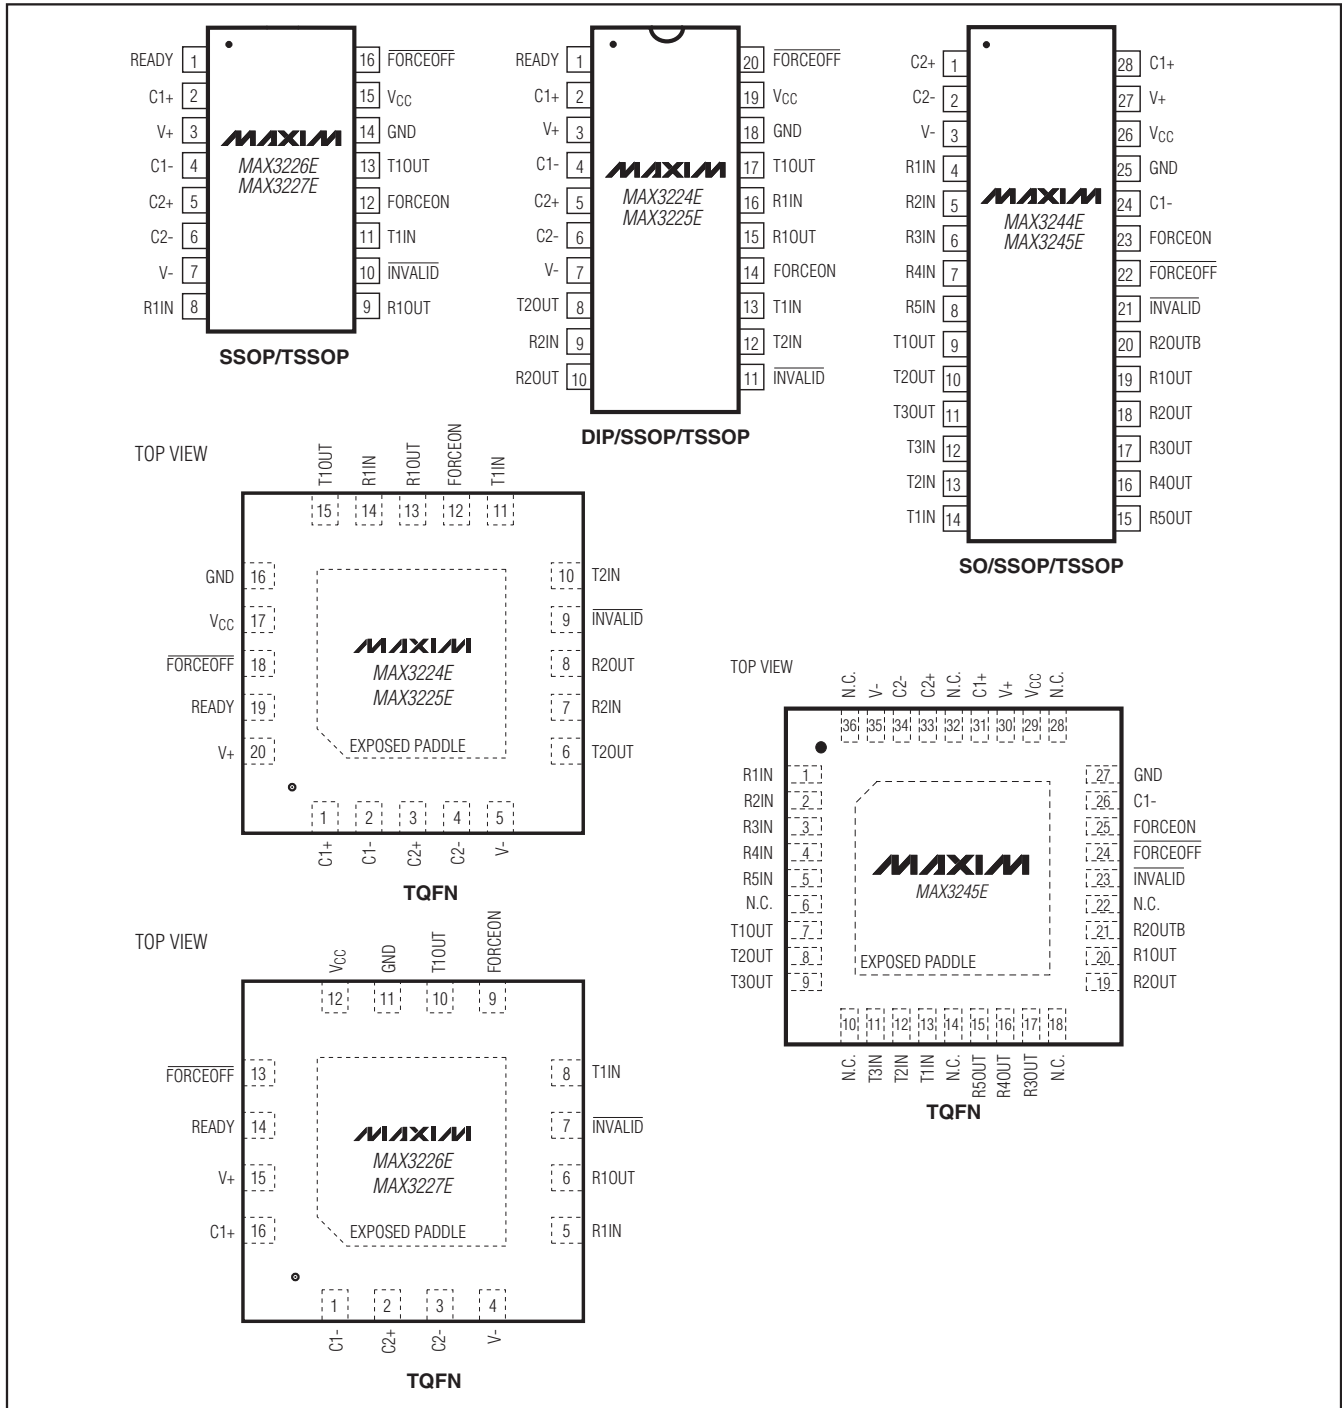 READY 1
C1+ 2
V+ 3
C1- 4
C2+ 5
C2- 6
V- 7
R1IN 8
MAXIM
MAX3226E
MAX3227E
16 FORCEOFF
15 VCC
14 GND
13 T1OUT
12 FORCEON
11 T1IN
10 INVALID
9 R1OUT
SSOP/TSSOP
READY 1
C1+ 2
V+ 3
C1- 4
C2+ 5
C2- 6
V- 7
T2OUT 8
R2IN 9
R2OUT 10
MAXIM
MAX3224E
MAX3225E
20 FORCEOFF
19 VCC
18 GND
17 T1OUT
16 R1IN
15 R1OUT
14 FORCEON
13 T1IN
12 T2IN
11 INVALID
DIP/SSOP/TSSOP
C2+ 1
C2- 2
V- 3
R1IN 4
R2IN 5
R3IN 6
R4IN 7
R5IN 8
T1OUT 9
T2OUT 10
T3OUT 11
T3IN 12
T2IN 13
T1IN 14
MAXIM
MAX3244E
MAX3245E
28 C1+
27 V+
26 VCC
25 GND
24 C1-
23 FORCEON
22 FORCEOFF
21 INVALID
20 R2OUTB
19 R1OUT
18 R2OUT
17 R3OUT
16 R4OUT
15 R5OUT
SO/SSOP/TSSOP
TOP VIEW
T1OUT R1IN R1OUT FORCEON T1IN
15 14 13 12 11
GND 16
VCC 17
FORCEOFF 18
READY 19
V+ 20
MAXIM
MAX3224E
MAX3225E
EXPOSED PADDLE
10 T2IN
9 INVALID
8 R2OUT
7 R2IN
6 T2OUT
1 2 3 4 5
C1+ C1- C2+ C2- V-
TQFN
TOP VIEW
N.C. V- C2- C2+ N.C. C1+ V+ VCC N.C.
36 35 34 33 32 31 30 29 28
R1IN 1
R2IN 2
R3IN 3
R4IN 4
R5IN 5
N.C. 6
T1OUT 7
T2OUT 8
T3OUT 9
MAXIM
MAX3245E
EXPOSED PADDLE
27 GND
26 C1-
25 FORCEON
24 FORCEOFF
23 INVALID
22 N.C.
21 R2OUTB
20 R1OUT
19 R2OUT
10 11 12 13 14 15 16 17 18
N.C. T3IN T2IN T1IN N.C. R5OUT R4OUT R3OUT N.C.
TQFN
TOP VIEW
VCC GND T1OUT FORCEON
12 11 10 9
FORCEOFF 13
READY 14
V+ 15
C1+ 16
MAXIM
MAX3226E
MAX3227E
EXPOSED PADDLE
8 T1IN
7 INVALID
6 R1OUT
5 R1IN
1 2 3 4
C1- C2+ C2- V-
TQFN